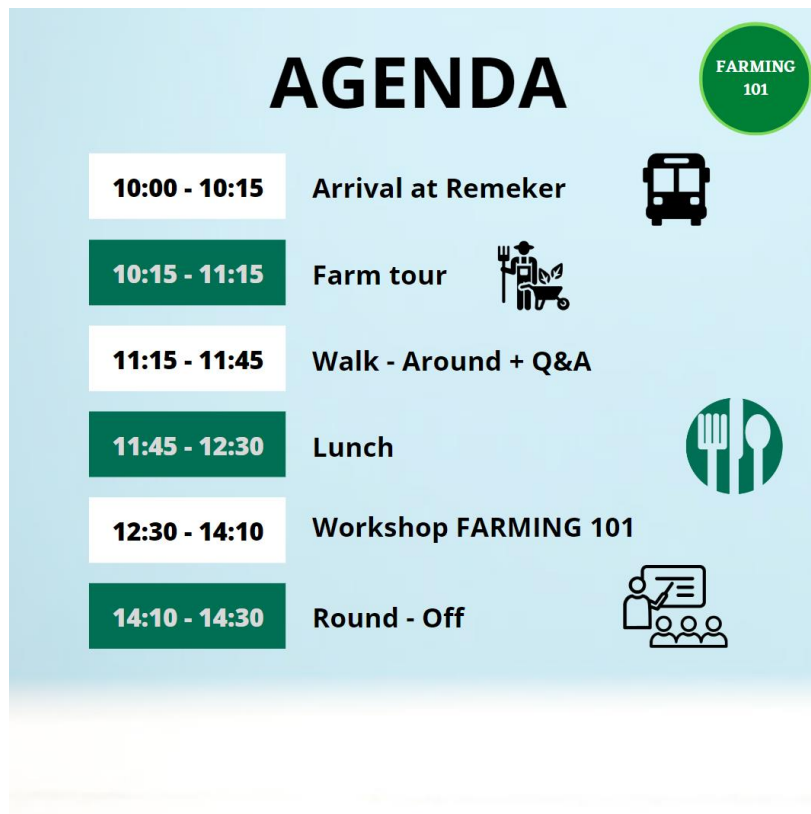 AGENDA
FARMING
101
10:00 - 10:15 Arrival at Remeker
10:15 - 11:15 Farm tour
11:15 - 11:45 Walk - Around + Q&A
11:45 - 12:30 Lunch
12:30 - 14:10 Workshop FARMING 101
14:10 - 14:30 Round - Off